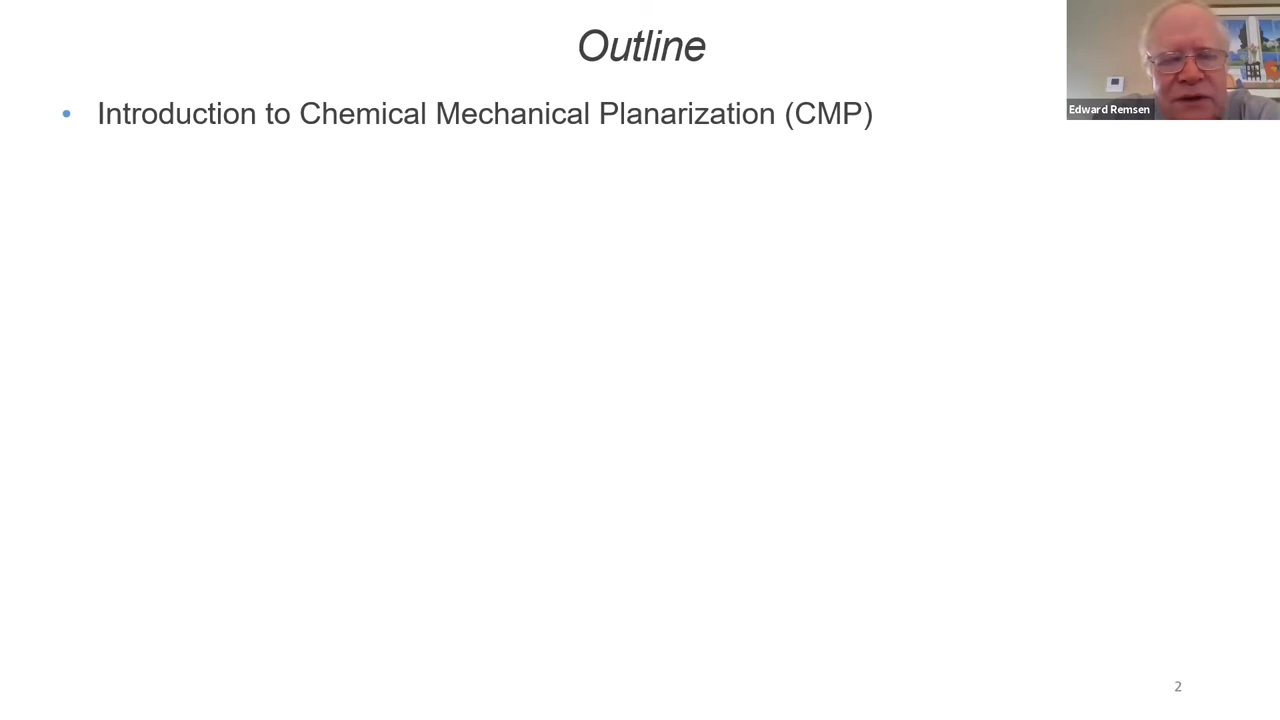 Outline
• Introduction to Chemical Mechanical Planarization (CMP)
Edward Remsen
2